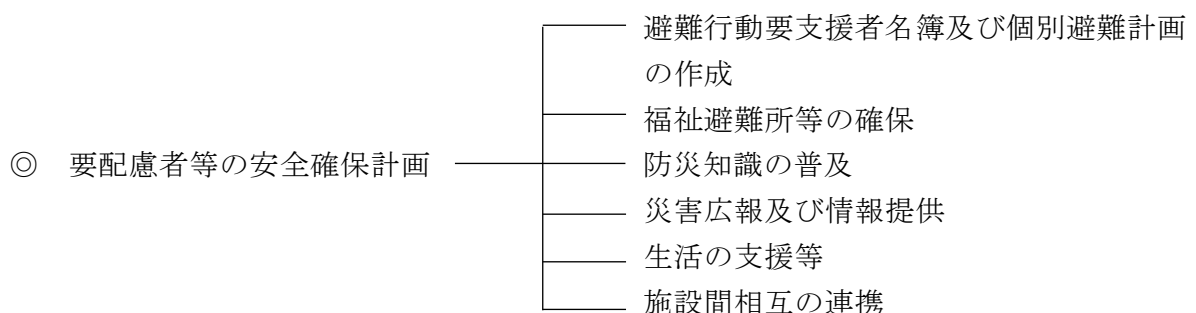 避難行動要支援者名簿及び個別避難計画
の作成
福祉避難所等の確保
◎ 要配慮者等の安全確保計画
防災知識の普及
災害広報及び情報提供
生活の支援等
施設間相互の連携